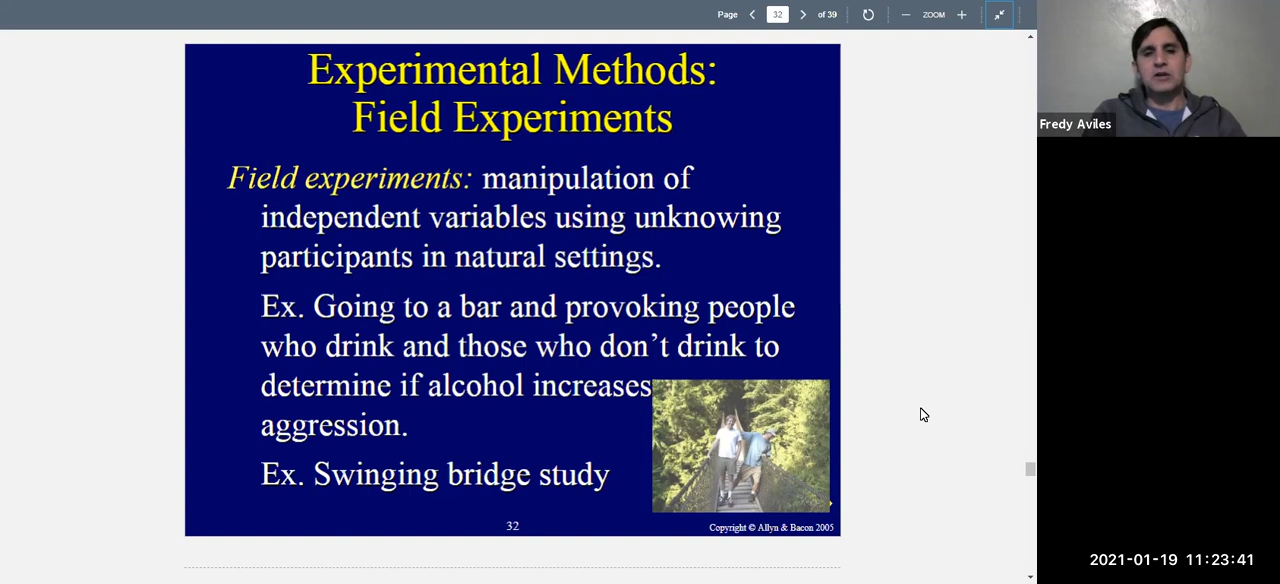 Page 32 of 39 ZOOM
Experimental Methods:
Field Experiments
Field experiments: manipulation of
independent variables using unknowing
participants in natural settings.
Ex. Going to a bar and provoking people
who drink and those who don’t drink to
determine if alcohol increases
aggression.
Ex. Swinging bridge study
32
Copyright © Allyn & Bacon 2005
Fredy Aviles
2021-01-19 11:23:41